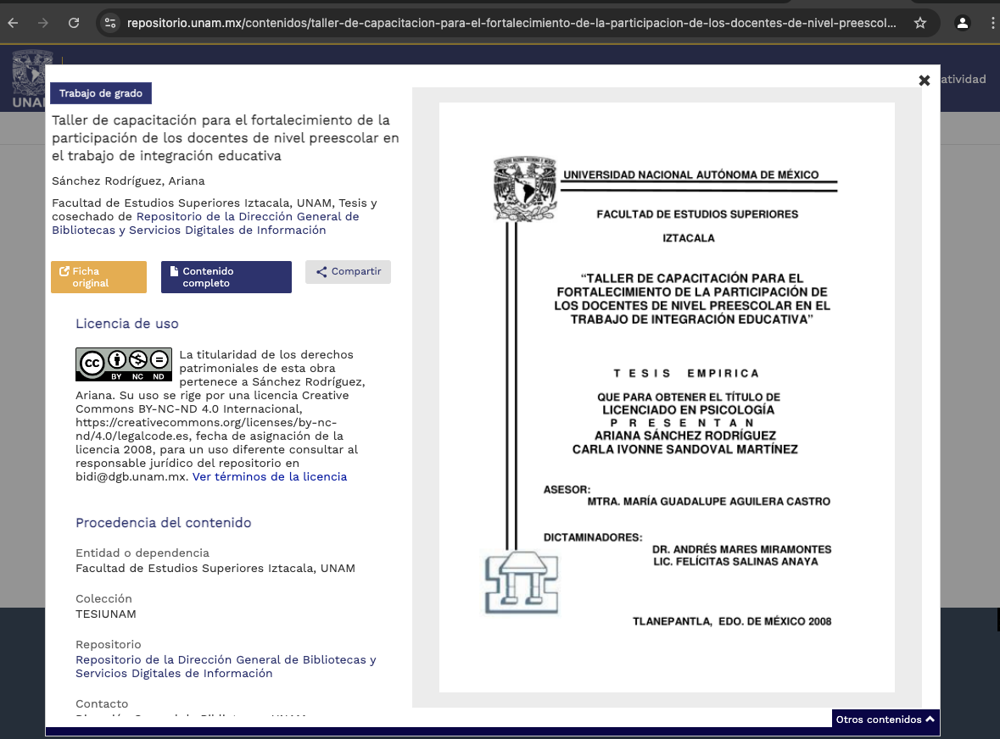 repositorio.unam.mx/contenidos/taller-de-capacitacion-para-el-fortalecimiento-de-la-participacion-de-los-docentes-de-nivel-preescol...
UNA
atividad
Trabajo de grado
Taller de capacitación para el fortalecimiento de la
participación de los docentes de nivel preescolar en
el trabajo de integración educativa
Sánchez Rodríguez, Ariana
Facultad de Estudios Superiores Iztacala, UNAM, Tesis y
cosechado de Repositorio de la Dirección General de
Bibliotecas y Servicios Digitales de Información
Ficha
original
Contenido
completo
Compartir
Licencia de uso
cc
BY NC ND
La titularidad de los derechos
patrimoniales de esta obra
pertenece a Sánchez Rodríguez,
Ariana. Su uso se rige por una licencia Creative
Commons BY-NC-ND 4.0 Internacional,
https://creativecommons.org/licenses/by-nc-
nd/4.0/legalcode.es, fecha de asignación de la
licencia 2008, para un uso diferente consultar al
responsable jurídico del repositorio en
bidi@dgb.unam.mx. Ver términos de la licencia
Procedencia del contenido
Entidad o dependencia
Facultad de Estudios Superiores Iztacala, UNAM
Colección
TESIUNAM
Repositorio
Repositorio de la Dirección General de Bibliotecas y
Servicios Digitales de Información
Contacto
UNIVERSIDAD NACIONAL AUTÓNOMA DE MÉXICO
FACULTAD DE ESTUDIOS SUPERIORES
IZTACALA
“TALLER DE CAPACITACIÓN PARA EL
FORTALECIMIENTO DE LA PARTICIPACIÓN DE
LOS DOCENTES DE NIVEL PREESCOLAR EN EL
TRABAJO DE INTEGRACIÓN EDUCATIVA”
T E S I S E M P I R I C A
QUE PARA OBTENER EL TÍTULO DE
LICENCIADO EN PSICOLOGÍA
P R E S E N T A N
ARIANA SÁNCHEZ RODRÍGUEZ
CARLA IVONNE SANDOVAL MARTÍNEZ
ASESOR:
MTRA. MARÍA GUADALUPE AGUILERA CASTRO
DICTAMINADORES:
DR. ANDRÉS MARES MIRAMONTES
LIC. FELÍCITAS SALINAS ANAYA
TLANEPANTLA, EDO. DE MÉXICO 2008
Otros contenidos